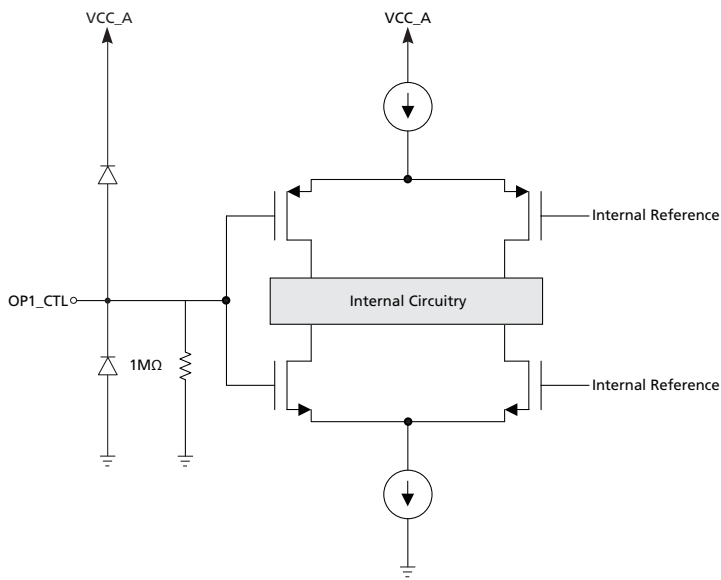 VCC_A
VCC_A
Internal Reference
OP1_CTL
Internal Circuitry
1MΩ
Internal Reference